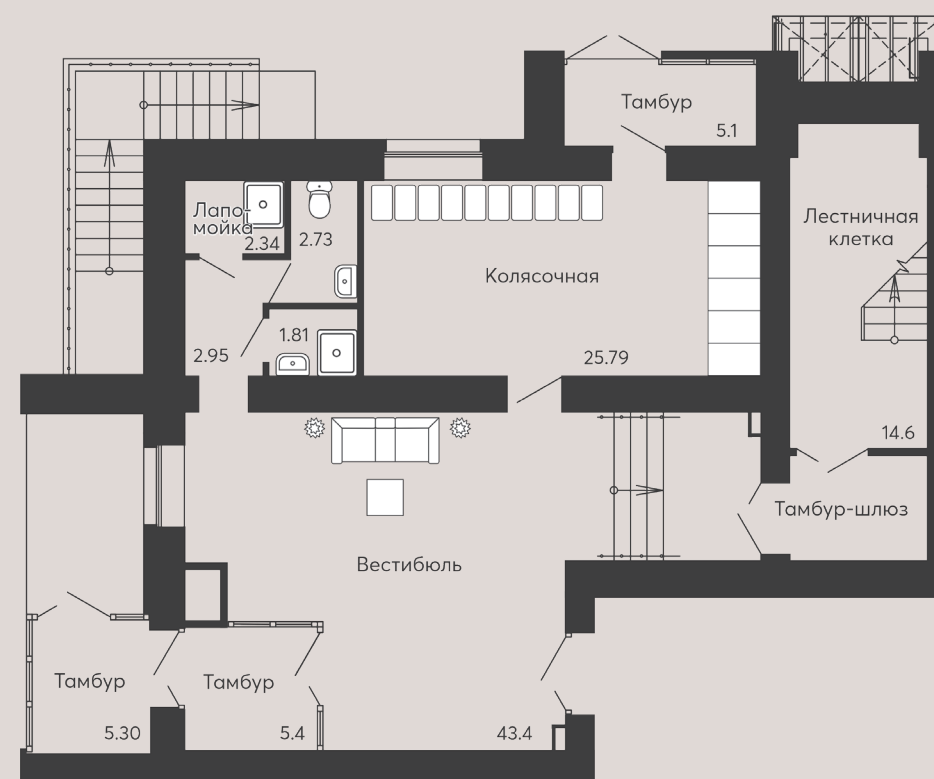 Тамбур
5.1
Лапо-
мойка
2.34
2.73
Лестничная
клетка
Колясочная
1.81
2.95
25.79
14.6
Тамбур-шлюз
Вестибюль
Тамбур
5.30
Тамбур
5.4
43.4